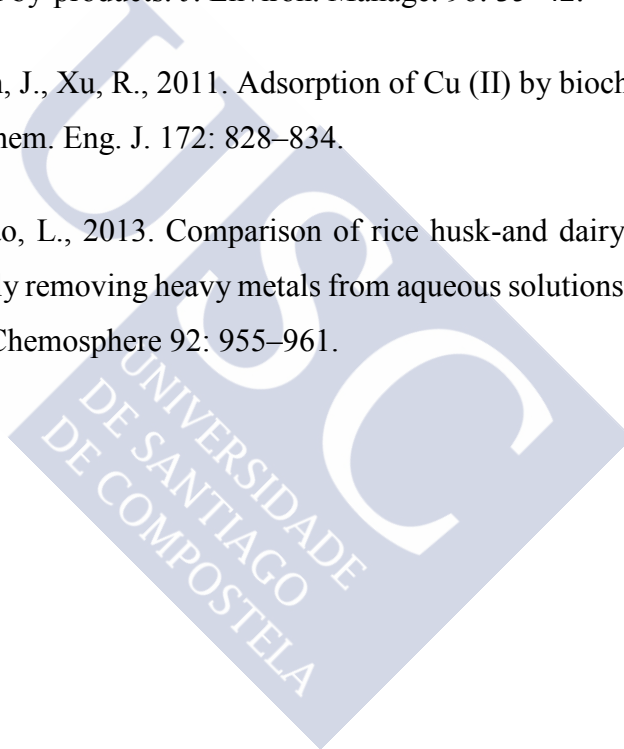 by-products. J. Environ. Manage. 90: 35–42.
, J., Xu, R., 2011. Adsorption of Cu (II) by bioch
hem. Eng. J. 172: 828–834.
o, L., 2013. Comparison of rice husk-and dairy
ly removing heavy metals from aqueous solutions
Chemosphere 92: 955–961.
USC
UNIVERSIDADE
DE SANTIAGO
DE COMPOSTELA